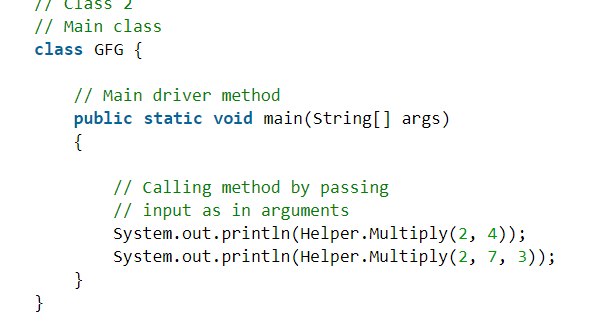 // Class 2
// Main class
class GFG {
// Main driver method
public static void main(String[] args)
{
// Calling method by passing
// input as in arguments
System.out.println(Helper.Multiply(2, 4));
System.out.println(Helper.Multiply(2, 7, 3));
}
}